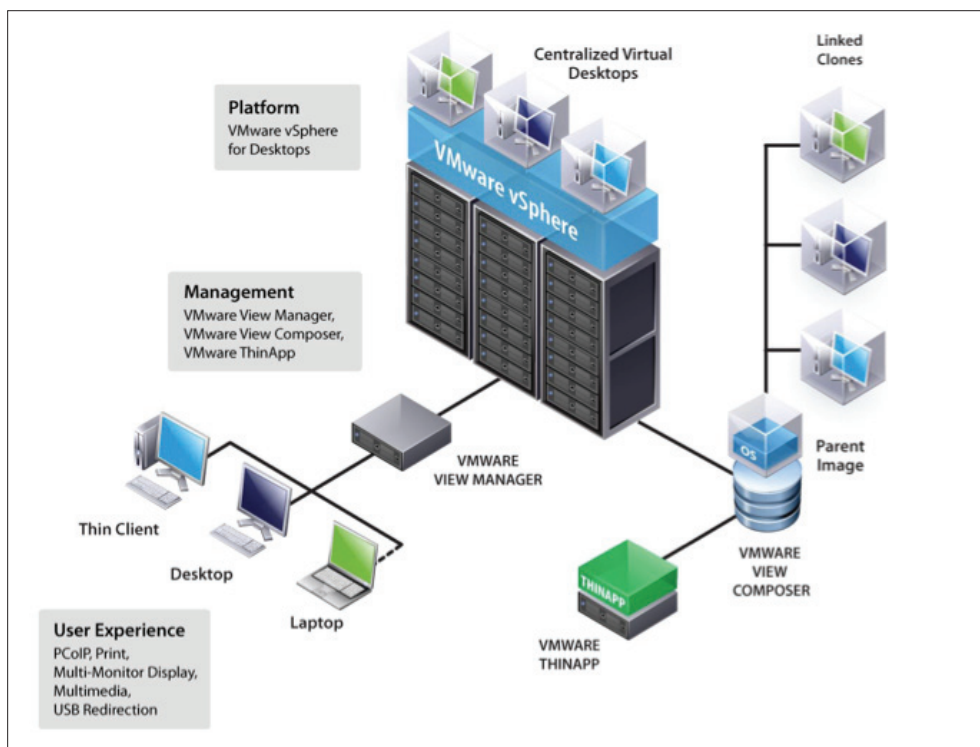 Centralized Virtual
Desktops
Linked
Clones
Platform
VMware vSphere
for Desktops
VMware vSphere
Management
VMware View Manager,
VMware View Composer,
VMware ThinApp
VMWARE
VIEW MANAGER
OS
Parent
Image
Thin Client
Desktop
Laptop
THINAPP
VMWARE
THINAPP
VMWARE
VIEW
COMPOSER
User Experience
PCoIP, Print,
Multi-Monitor Display,
Multimedia,
USB Redirection